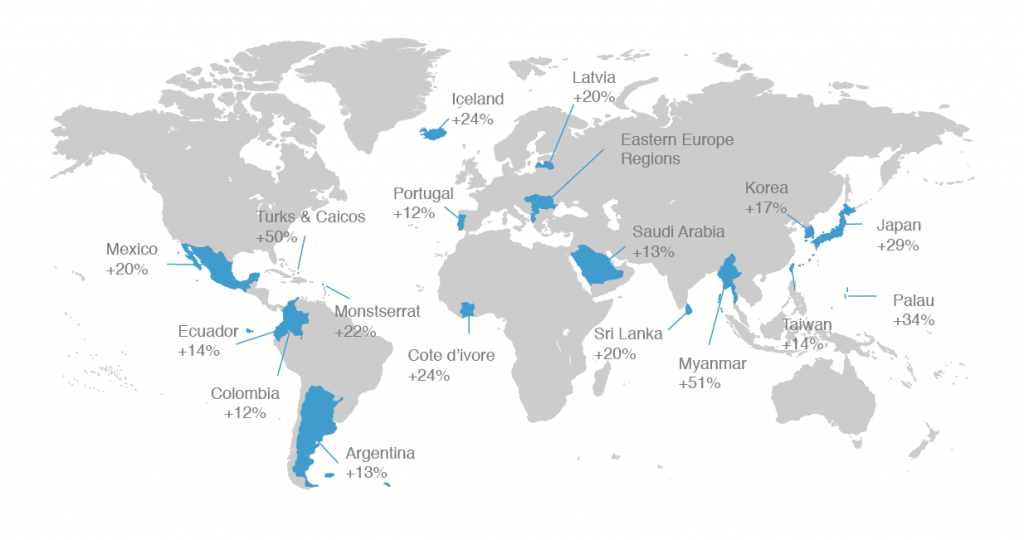 Latvia
+20%
Iceland
+24%
Eastern Europe
Regions
Portugal
+12%
Korea
+17%
Turks & Caicos
+50%
Japan
+29%
Saudi Arabia
+13%
Mexico
+20%
Palau
+34%
Monstserrat
+22%
Ecuador
+14%
Taiwan
+14%
Sri Lanka
+20%
Cote d’ivore
+24%
Myanmar
+51%
Colombia
+12%
Argentina
+13%